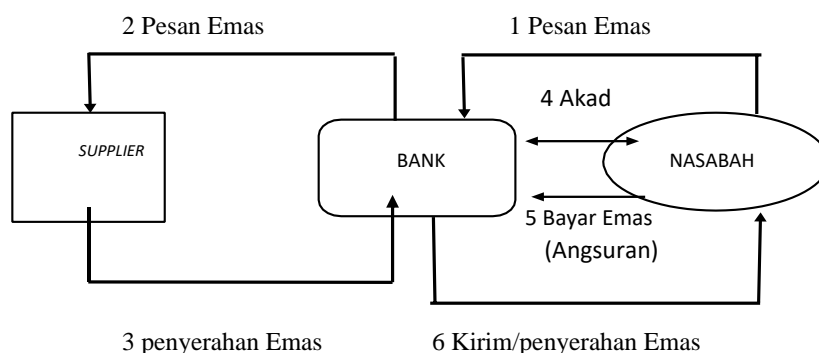 2 Pesan Emas
1 Pesan Emas
4 Akad
SUPPLIER
BANK
NASABAH
5 Bayar Emas
(Angsuran)
3 penyerahan Emas
6 Kirim/penyerahan Emas